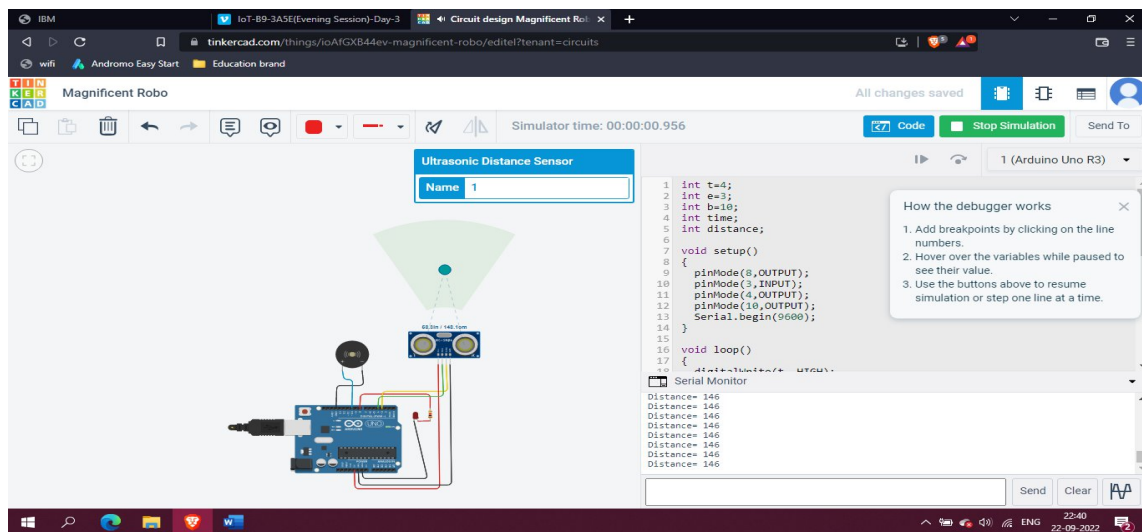 IBM
IoT-B9-3A5E(Evening Session)-Day-3
Circuit design Magnificent Rob
tinkercad.com/things/ioAfGXB44ev-magnificent-robo/editel?tenant=circuits
wifi
Andromo Easy Start
Education brand
TIN
KER
CAD
Magnificent Robo
All changes saved
Simulator time: 00:00:00.956
Code
Stop Simulation
Send To
Ultrasonic Distance Sensor
Name 1
1 (Arduino Uno R3)
1 int t=4;
2 int e=3;
3 int b=10;
4 int time;
5 int distance;
6
7 void setup()
8 {
9 pinMode(8,OUTPUT);
10 pinMode(3,INPUT);
11 pinMode(4,OUTPUT);
12 pinMode(10,OUTPUT);
13 Serial.begin(9600);
14 }
15
16 void loop()
17 {
18 digitalWrite(t, HIGH);
How the debugger works
1. Add breakpoints by clicking on the line
numbers.
2. Hover over the variables while paused to
see their value.
3. Use the buttons above to resume
simulation or step one line at a time.
UNO
Serial Monitor
Distance= 146
Distance= 146
Distance= 146
Distance= 146
Distance= 146
Distance= 146
Distance= 146
Distance= 146
Send
Clear
ENG
22:40
22-09-2022